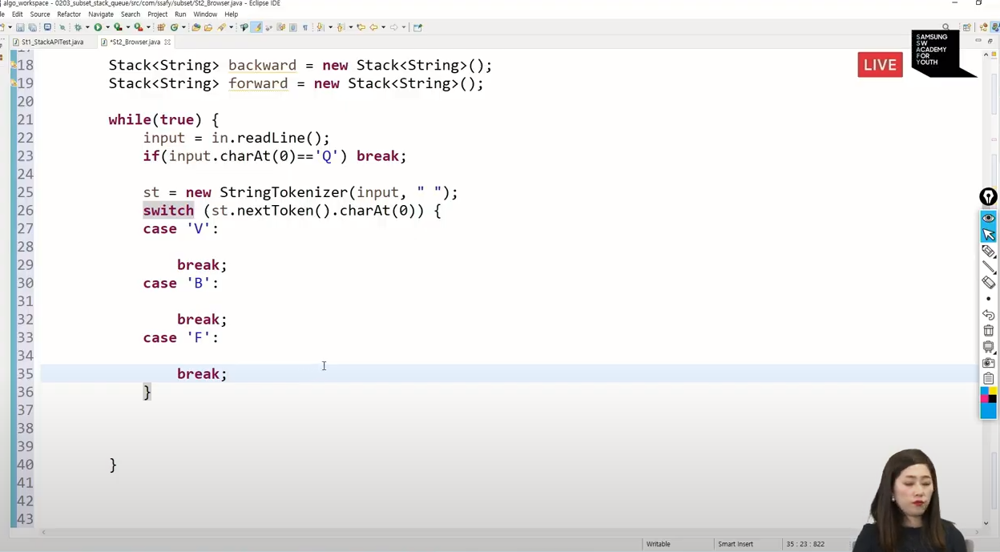 algo_workspace - 0203_subset_stack_queue/src/com/ssafy/subset/St2_Browser.java - Eclipse IDE
Edit Source Refactor Navigate Search Project Run Window Help
St1_StackAPITest.java *St2_Browser.java
SAMSUNG
SW
ACADEMY
FOR
YOUTH
LIVE
18 Stack<String> backward = new Stack<String>();
19 Stack<String> forward = new Stack<String>();
20
21 while(true) {
22 input = in.readLine();
23 if(input.charAt(0)=='Q') break;
24
25 st = new StringTokenizer(input, " ");
26 switch (st.nextToken().charAt(0)) {
27 case 'V':
28
29 break;
30 case 'B':
31
32 break;
33 case 'F':
34
35 break;
36 }
37
38
39
40 }
41
42
43
Writable Smart Insert 35 : 23 : 822